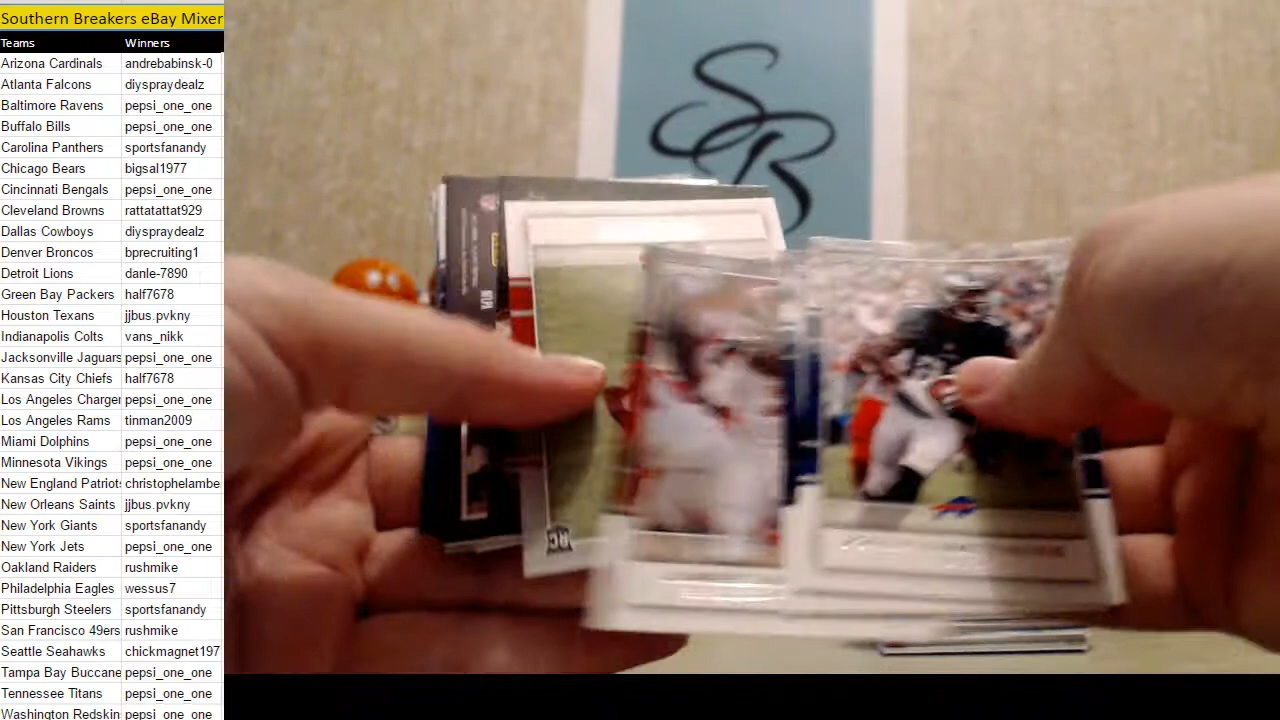 Southern Breakers eBay Mixer
Teams Winners
Arizona Cardinals andrebabinsk-0
Atlanta Falcons diyspraydealz
Baltimore Ravens pepsi_one_one
Buffalo Bills pepsi_one_one
Carolina Panthers sportsfanandy
Chicago Bears bigsal1977
Cincinnati Bengals pepsi_one_one
Cleveland Browns rattatattat929
Dallas Cowboys diyspraydealz
Denver Broncos bprecruiting1
Detroit Lions danle-7890
Green Bay Packers half7678
Houston Texans jjbus.pvkny
Indianapolis Colts vans_nikk
Jacksonville Jaguars pepsi_one_one
Kansas City Chiefs half7678
Los Angeles Charger pepsi_one_one
Los Angeles Rams tinman2009
Miami Dolphins pepsi_one_one
Minnesota Vikings pepsi_one_one
New England Patriots christophelambe
New Orleans Saints jjbus.pvkny
New York Giants sportsfanandy
New York Jets pepsi_one_one
Oakland Raiders rushmike
Philadelphia Eagles wessus7
Pittsburgh Steelers sportsfanandy
San Francisco 49ers rushmike
Seattle Seahawks chickmagnet197
Tampa Bay Buccane pepsi_one_one
Tennessee Titans pepsi_one_one
Washington Redskin pepsi_one_one
SB
RC